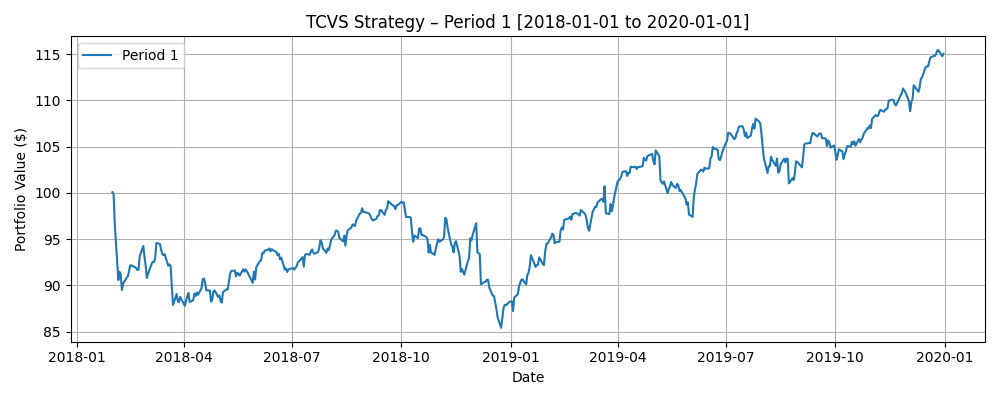 TCVS Strategy – Period 1 [2018-01-01 to 2020-01-01]
Period 1
Portfolio Value ($)
115
110
105
100
95
90
85
2018-01 2018-04 2018-07 2018-10 2019-01 2019-04 2019-07 2019-10 2020-01
Date